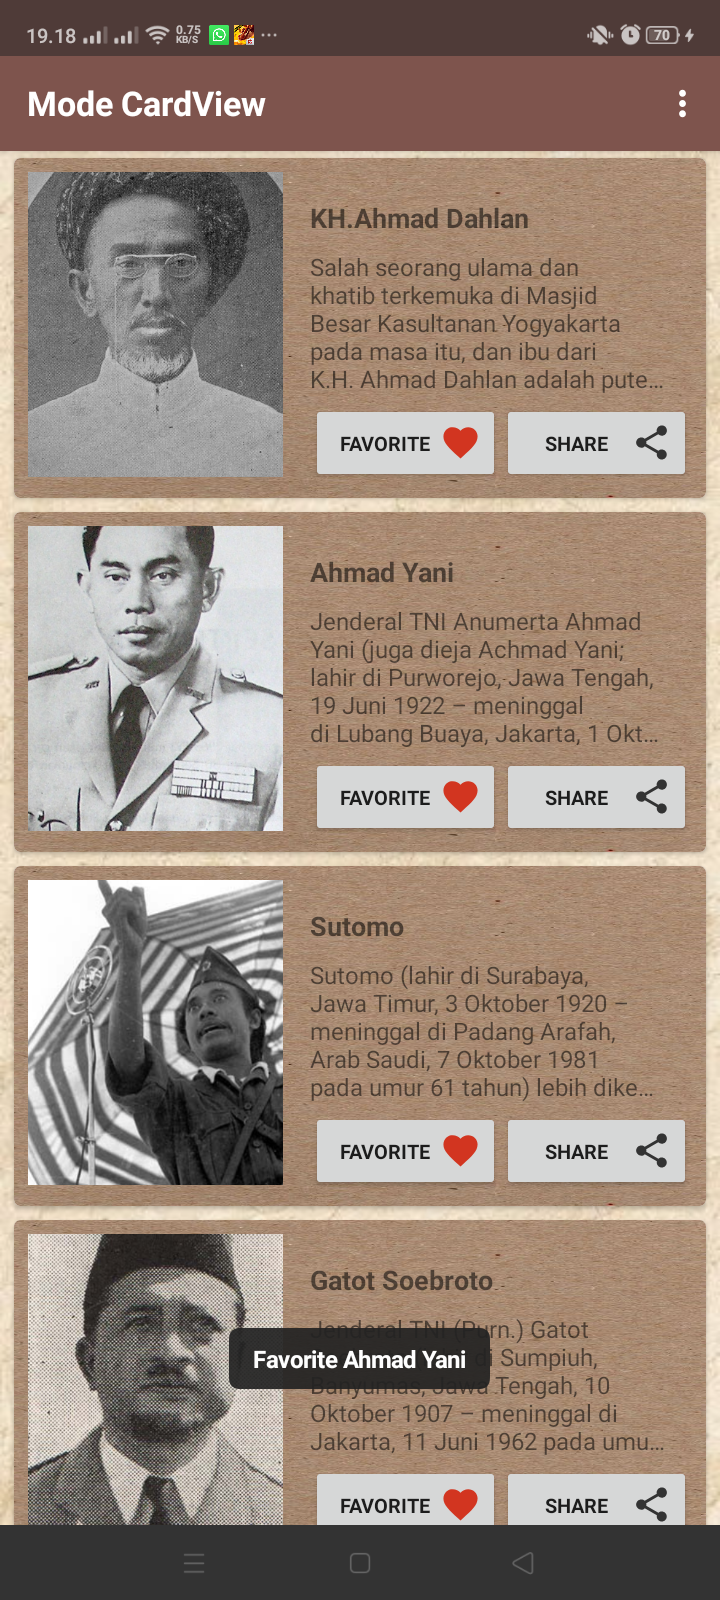 19.18
0.75
KB/S
70
Mode CardView
KH.Ahmad Dahlan
Salah seorang ulama dan
khatib terkemuka di Masjid
Besar Kasultanan Yogyakarta
pada masa itu, dan ibu dari
K.H. Ahmad Dahlan adalah pute...
FAVORITE SHARE
Ahmad Yani
Jenderal TNI Anumerta Ahmad
Yani (juga dieja Achmad Yani;
lahir di Purworejo, Jawa Tengah,
19 Juni 1922 – meninggal
di Lubang Buaya, Jakarta, 1 Okt...
FAVORITE SHARE
Sutomo
Sutomo (lahir di Surabaya,
Jawa Timur, 3 Oktober 1920 –
meninggal di Padang Arafah,
Arab Saudi, 7 Oktober 1981
pada umur 61 tahun) lebih dike...
FAVORITE SHARE
Gatot Soebroto
Jenderal TNI (Purn.) Gatot
di Sumpiuh,
Banyumas, Jawa Tengah, 10
Oktober 1907 – meninggal di
Jakarta, 11 Juni 1962 pada umu...
Favorite Ahmad Yani
FAVORITE SHARE